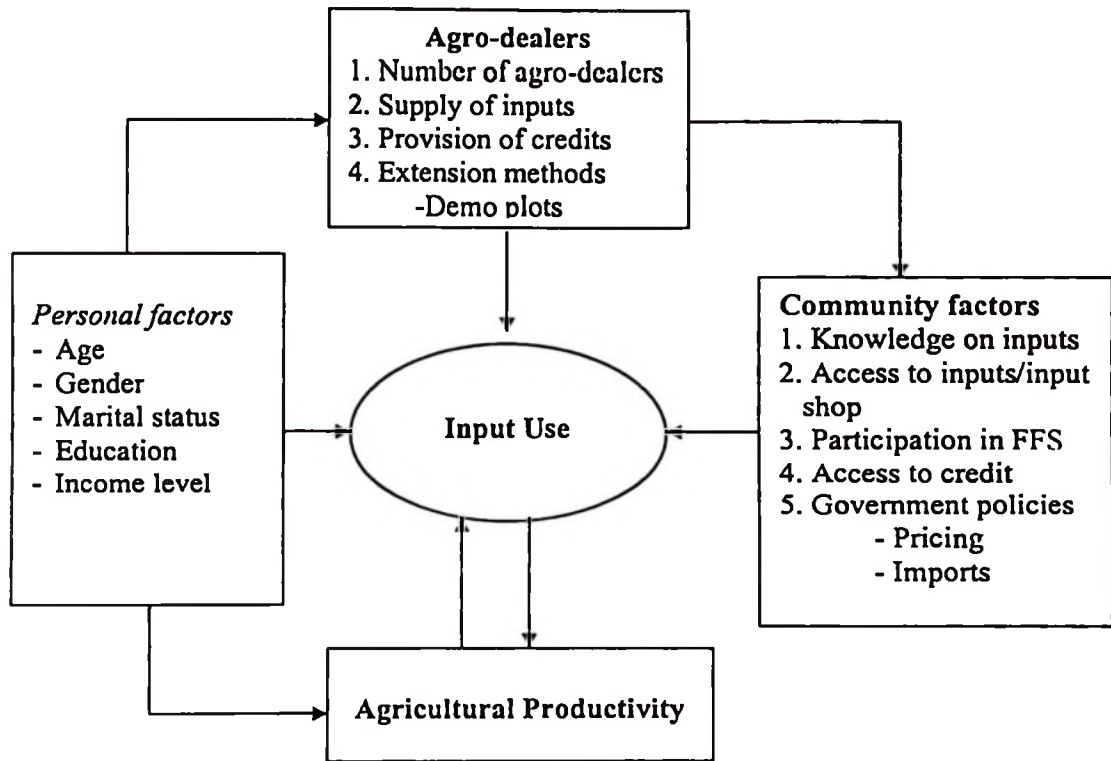 Agro-dealers
1. Number of agro-dealers
2. Supply of inputs
3. Provision of credits
4. Extension methods
-Demo plots
Personal factors
- Age
- Gender
- Marital status
- Education
- Income level
Input Use
Community factors
1. Knowledge on inputs
2. Access to inputs/input
shop
3. Participation in FFS
4. Access to credit
5. Government policies
- Pricing
- Imports
Agricultural Productivity